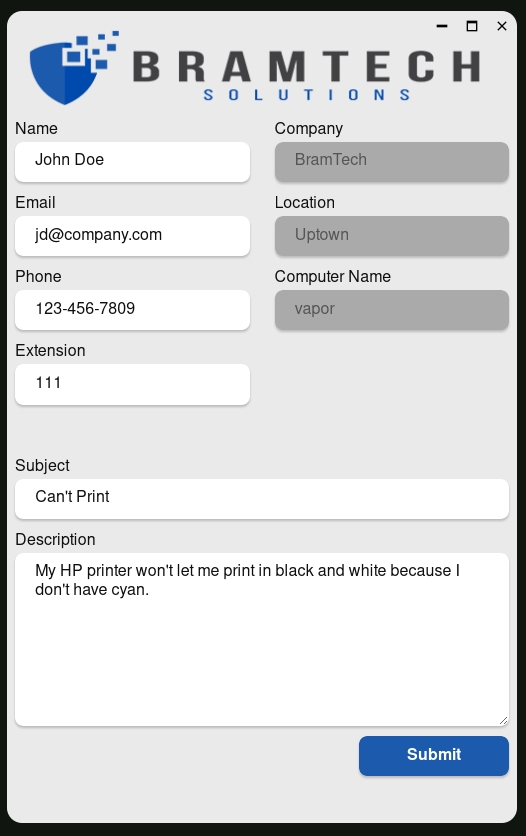 BRAMTECH
SOLUTIONS
Name
Company
John Doe
BramTech
Email
Location
jd@company.com
Uptown
Phone
Computer Name
123-456-7809
vapor
Extension
111
Subject
Can't Print
Description
My HP printer won't let me print in black and white because I
don't have cyan.
Submit